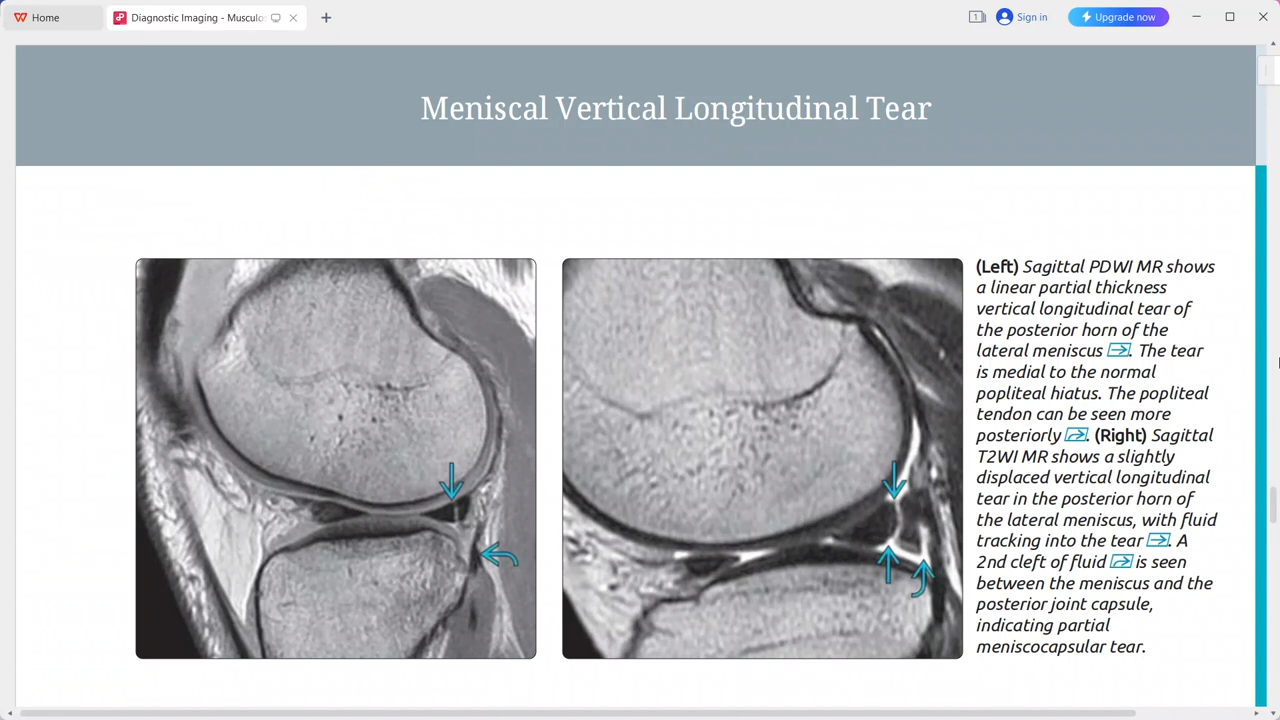 Home
Diagnostic Imaging - Musculos
1
Sign in
Upgrade now
Meniscal Vertical Longitudinal Tear
(Left) Sagittal PDWI MR shows
a linear partial thickness
vertical longitudinal tear of
the posterior horn of the
lateral meniscus . The tear
is medial to the normal
popliteal hiatus. The popliteal
tendon can be seen more
posteriorly . (Right) Sagittal
T2WI MR shows a slightly
displaced vertical longitudinal
tear in the posterior horn of
the lateral meniscus, with fluid
tracking into the tear . A
2nd cleft of fluid is seen
between the meniscus and the
posterior joint capsule,
indicating partial
meniscocapsular tear.